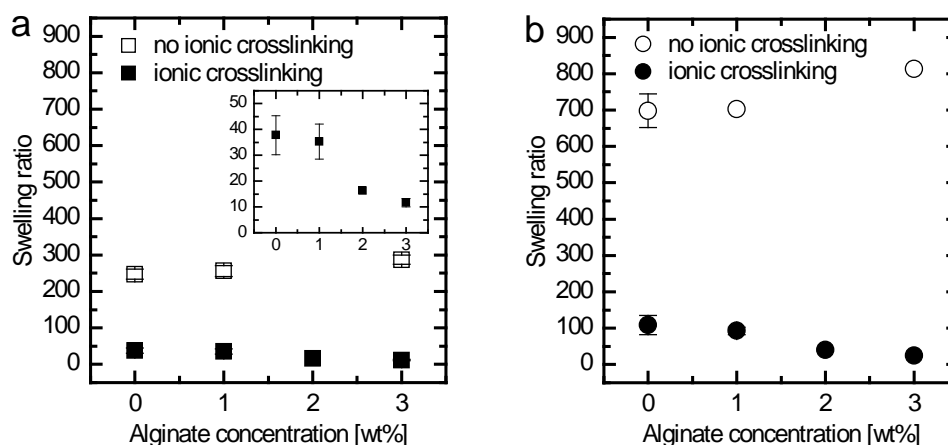 a
no ionic crosslinking
ionic crosslinking
900
800
700
600
500
400
300
200
100
0
Swelling ratio
0 1 2 3
Alginate concentration [wt%]
50
40
30
20
10
0
0 1 2 3
b
no ionic crosslinking
ionic crosslinking
900
800
700
600
500
400
300
200
100
0
Swelling ratio
0 1 2 3
Alginate concentration [wt%]